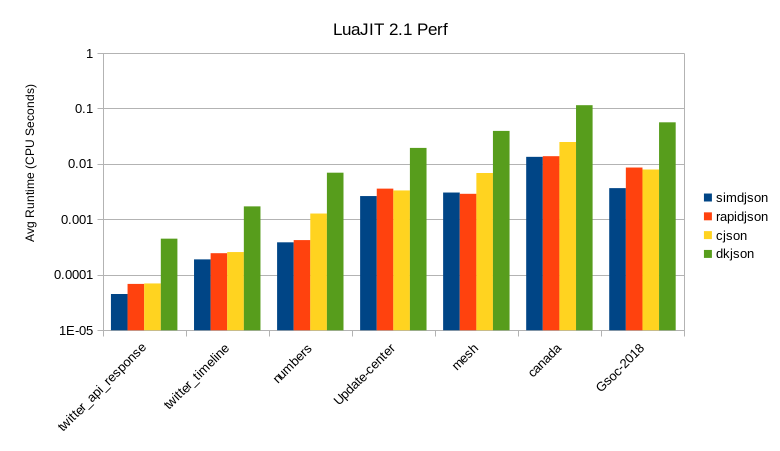 LuaJIT 2.1 Perf
Avg Runtime (CPU Seconds)
1
0.1
0.01
0.001
0.0001
1E-05
twitter_api_response
twitter_timeline
numbers
Update-center
mesh
canada
Gsoc-2018
simdjson
rapidjson
cjson
dkjson